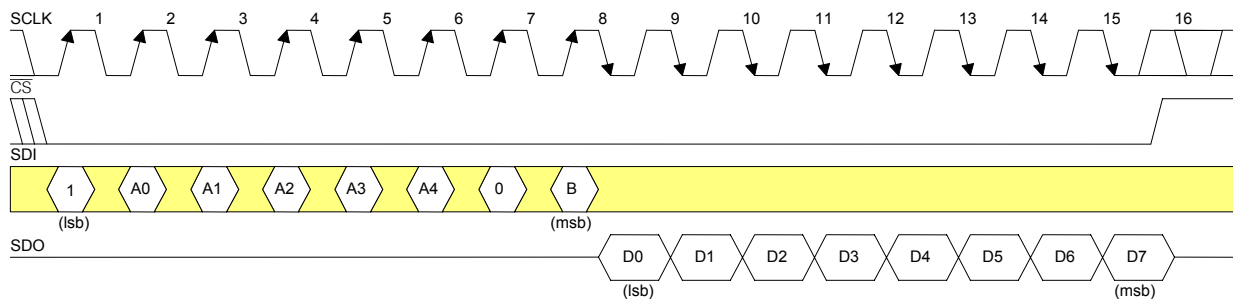 SCLK 1 2 3 4 5 6 7 8 9 10 11 12 13 14 15 16
CS
SDI
1 A0 A1 A2 A3 A4 0 B
(lsb) (msb)
SDO
D0 D1 D2 D3 D4 D5 D6 D7
(lsb) (msb)